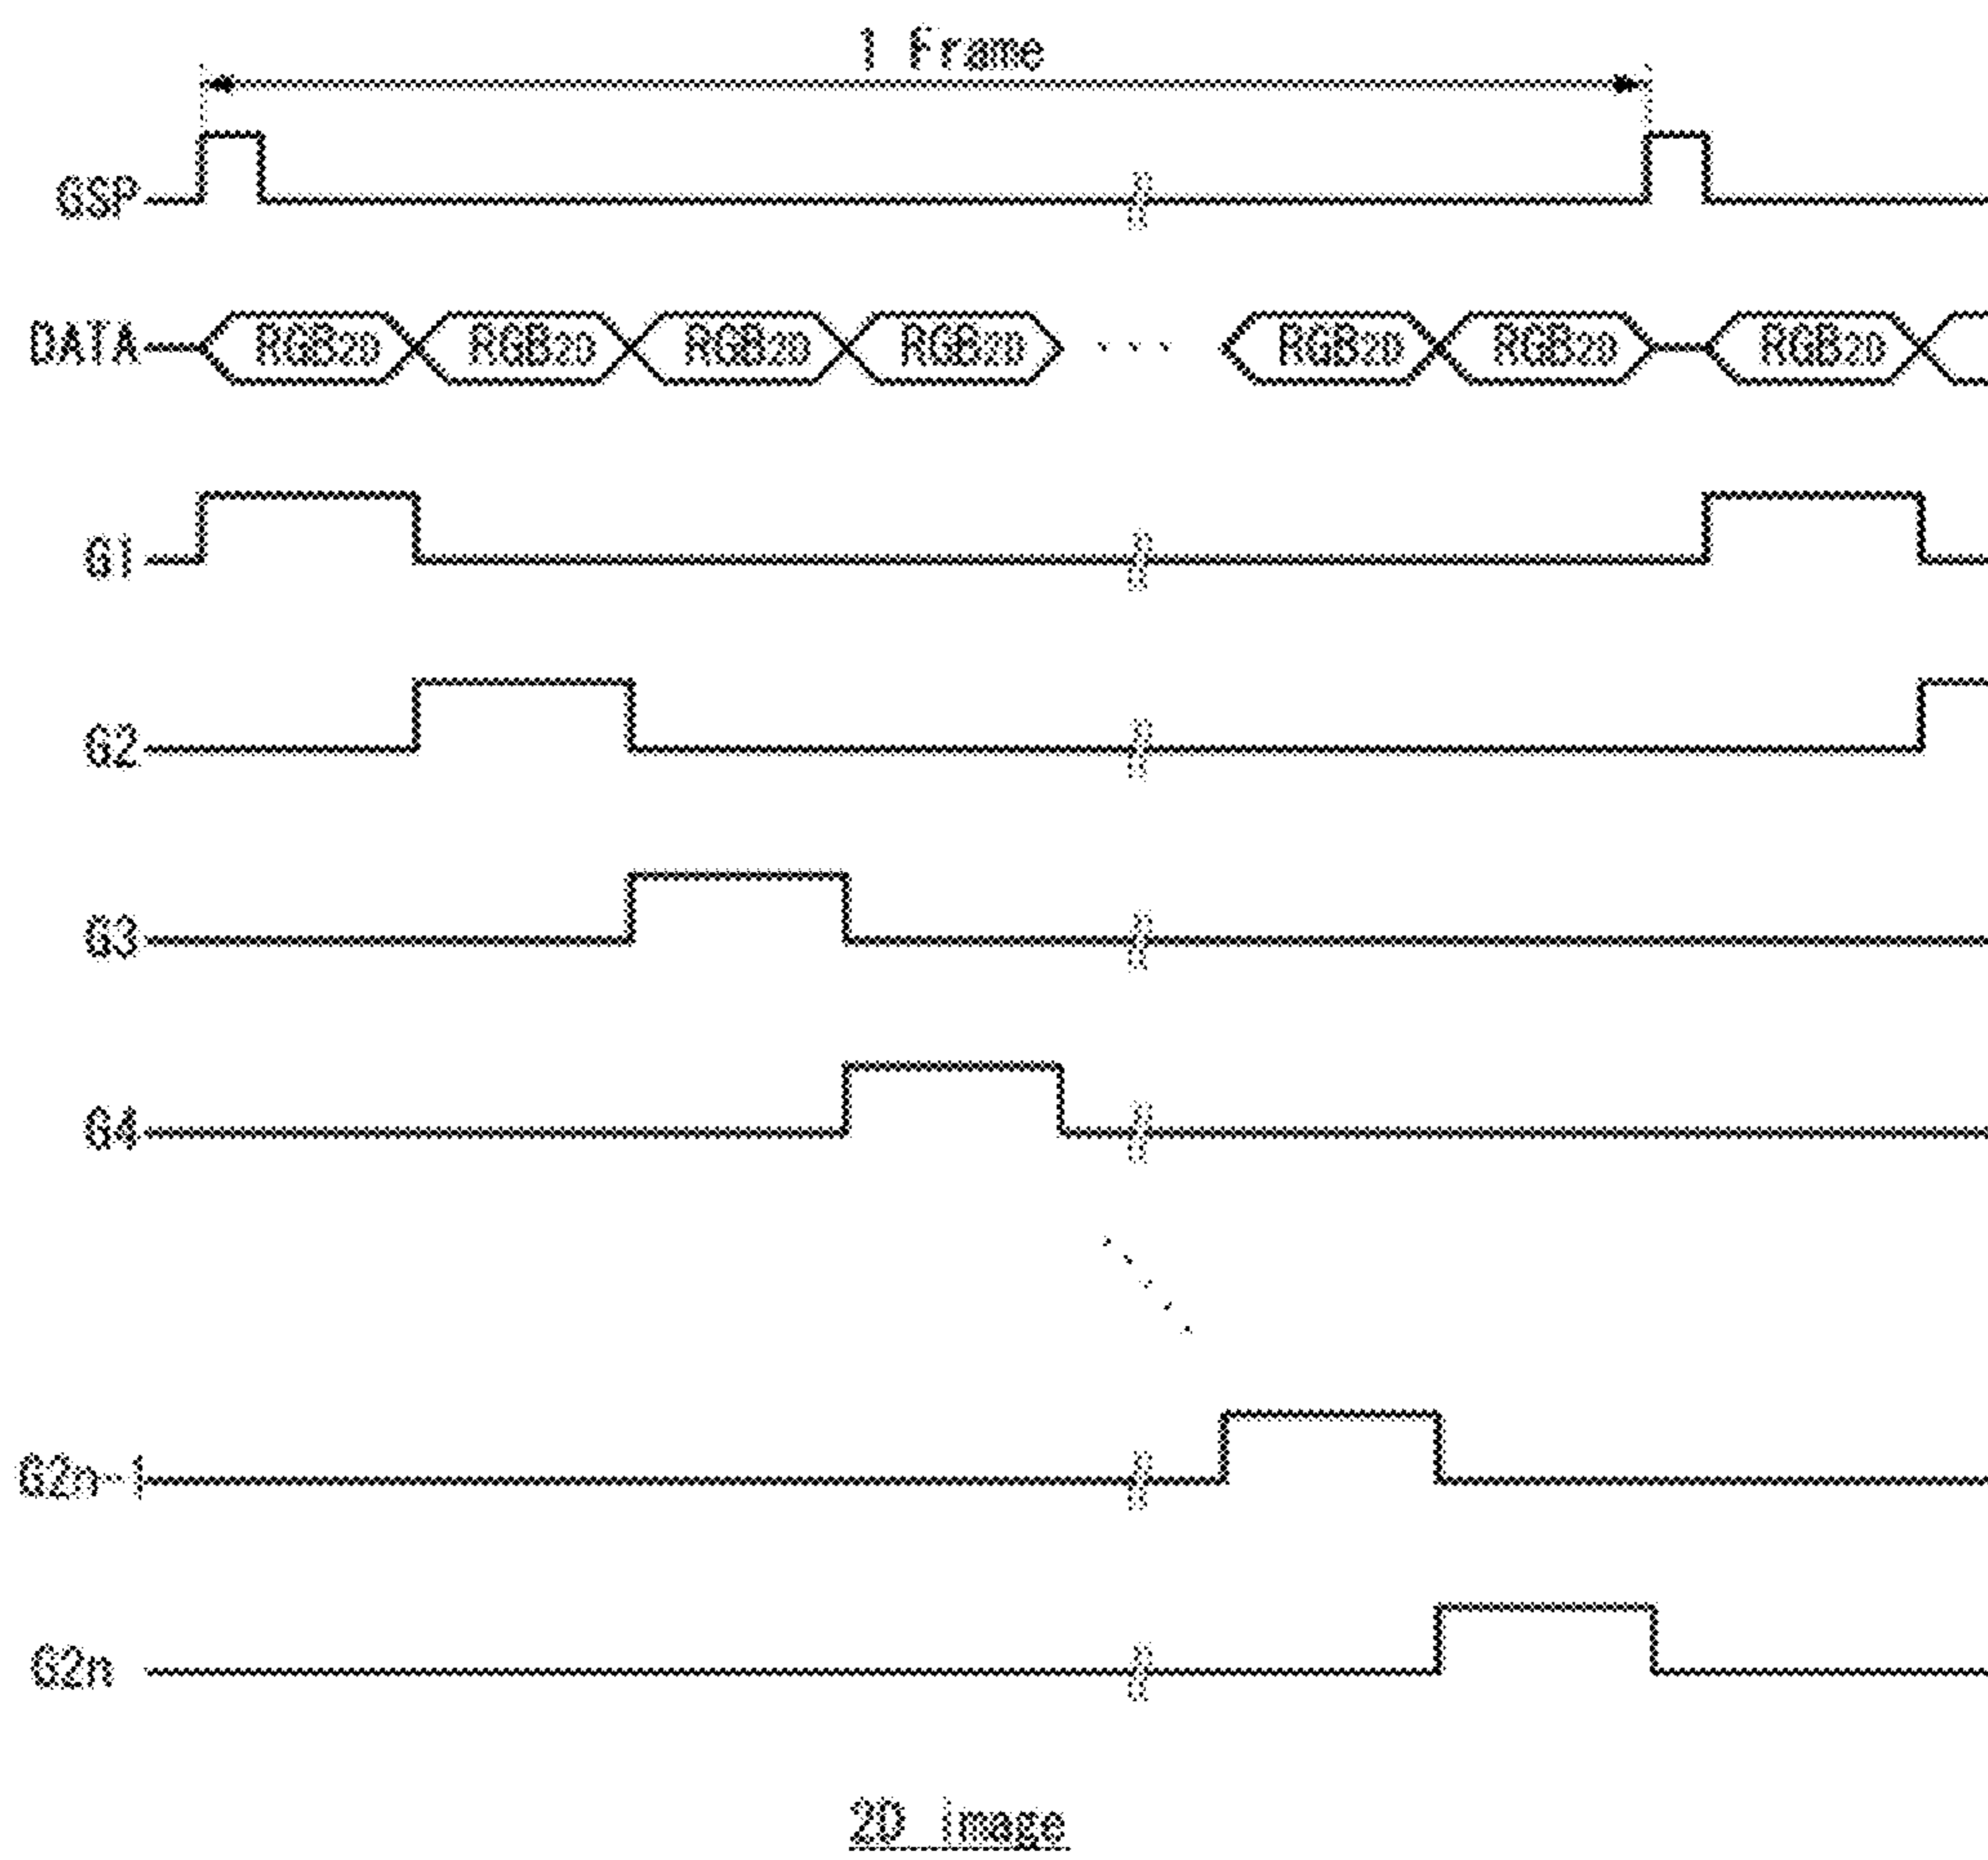 1 Frame
GSP
DATA RGB2D RGB2D RGB2D RGB2D ... RGB2D RGB2D RGB2D
G1
G2
G3
G4
G2n-1
G2n
2D image